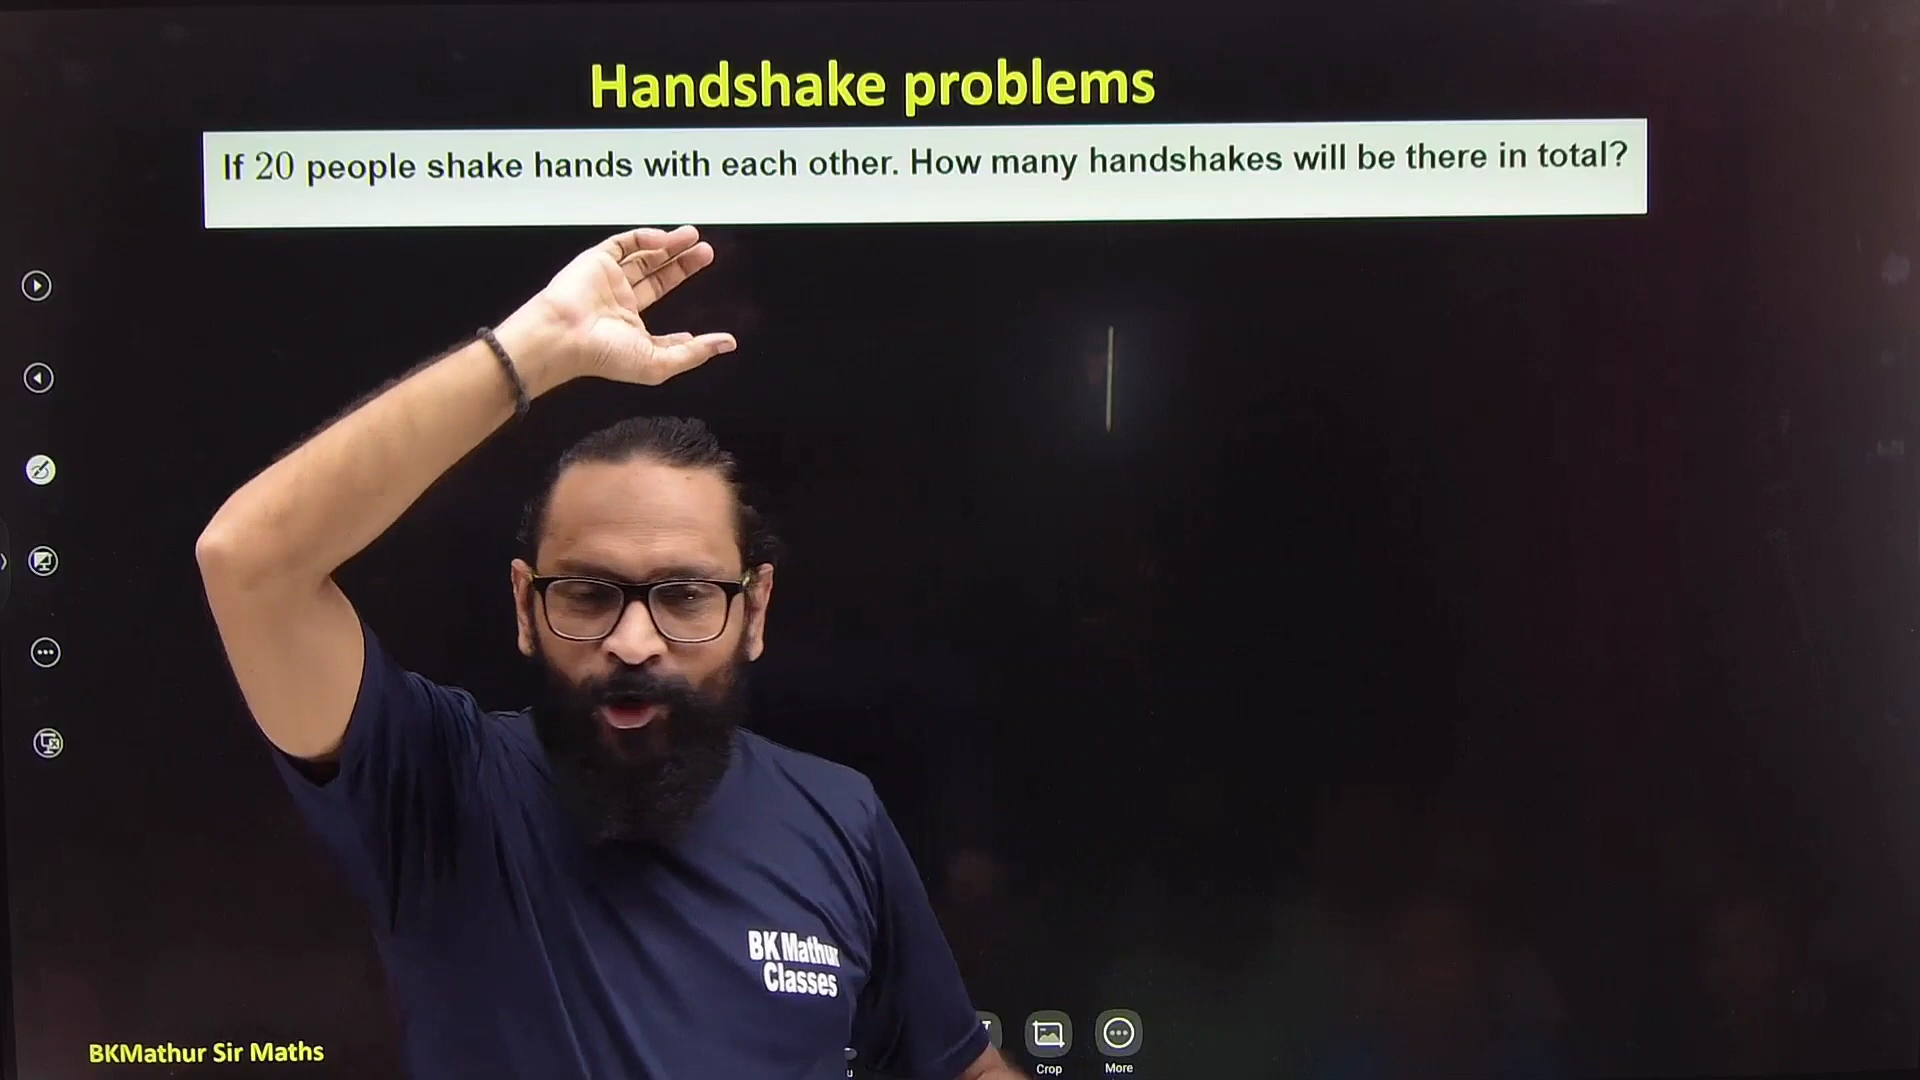 Handshake problems
If 20 people shake hands with each other. How many handshakes will be there in total?
BK Mathur
Classes
BKMathur Sir Maths
Crop
More